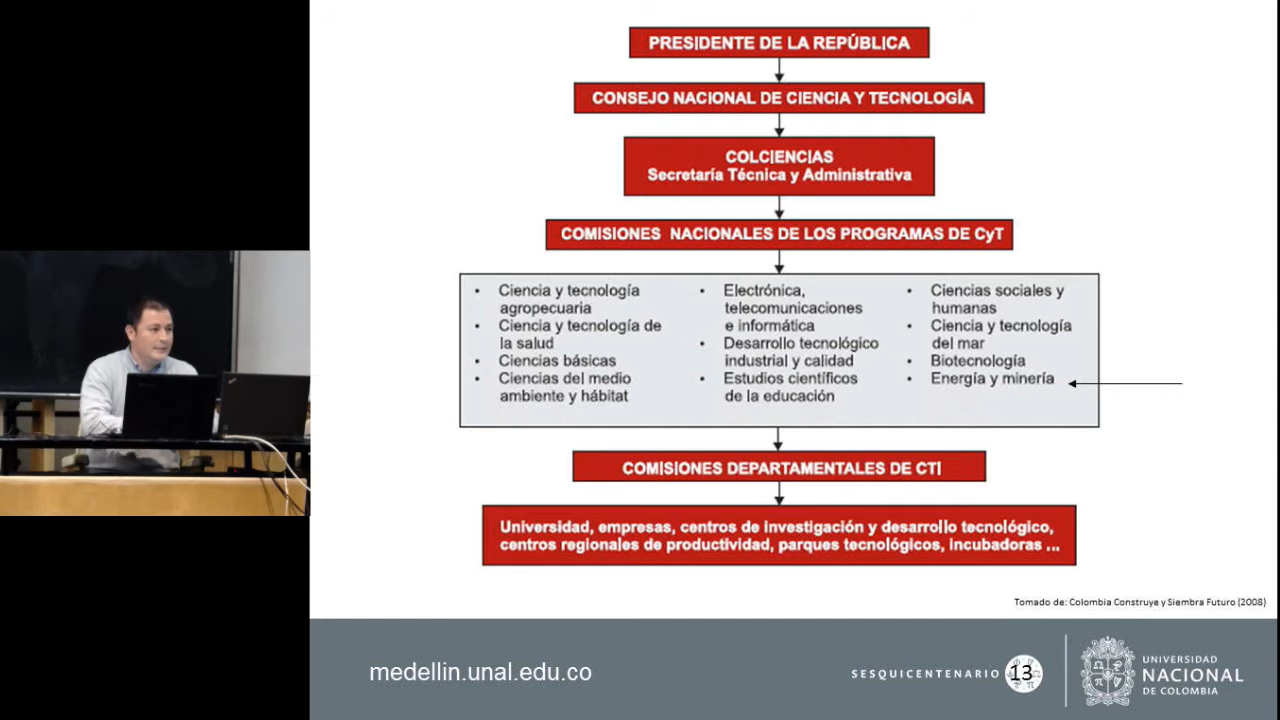 PRESIDENTE DE LA REPÚBLICA
CONSEJO NACIONAL DE CIENCIA Y TECNOLOGÍA
COLCIENCIAS
Secretaría Técnica y Administrativa
COMISIONES NACIONALES DE LOS PROGRAMAS DE CyT
• Ciencia y tecnología
agropecuaria
• Ciencia y tecnología de
la salud
• Ciencias básicas
• Ciencias del medio
ambiente y hábitat
• Electrónica,
telecomunicaciones
e informática
• Desarrollo tecnológico
industrial y calidad
• Estudios científicos
de la educación
• Ciencias sociales y
humanas
• Ciencia y tecnología
del mar
• Biotecnología
• Energía y minería
COMISIONES DEPARTAMENTALES DE CTI
Universidad, empresas, centros de investigación y desarrollo tecnológico,
centros regionales de productividad, parques tecnológicos, incubadoras ...
Tomado de: Colombia Construye y Siembra Futuro (2008)
medellin.unal.edu.co
SESQUICENTENARIO
13
UNIVERSIDAD
NACIONAL
DE COLOMBIA